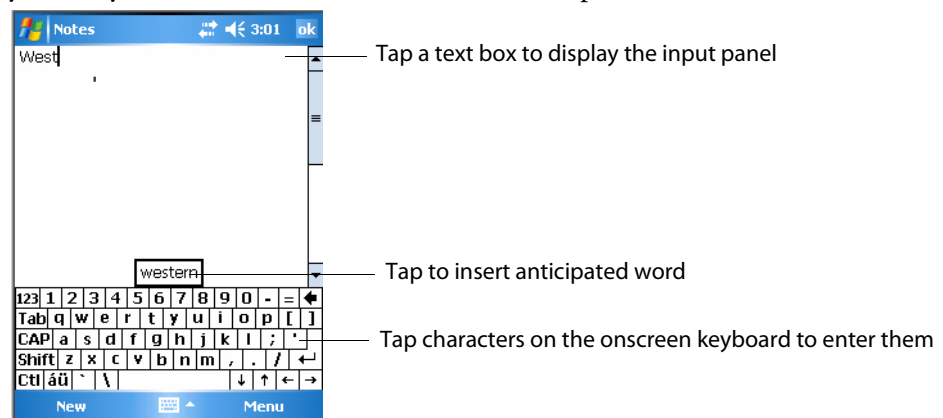 Notes 3:01 ok
West
Tap a text box to display the input panel
western
Tap to insert anticipated word
123 1 2 3 4 5 6 7 8 9 0 - = 🡄
Tab q w e r t y u i o p [ ]
CAP a s d f g h j k l ; '
Tap characters on the onscreen keyboard to enter them
Shift z x c v b n m , . / ↵
Ctl áü ` \ ↓ ↑ ← →
New Menu